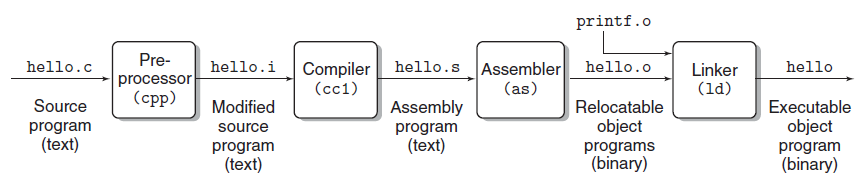 printf.o
hello.c
Pre-
processor
(cpp)
hello.i
Compiler
(cc1)
hello.s
Assembler
(as)
hello.o
Linker
(ld)
hello
Source
program
(text)
Modified
source
program
(text)
Assembly
program
(text)
Relocatable
object
programs
(binary)
Executable
object
program
(binary)